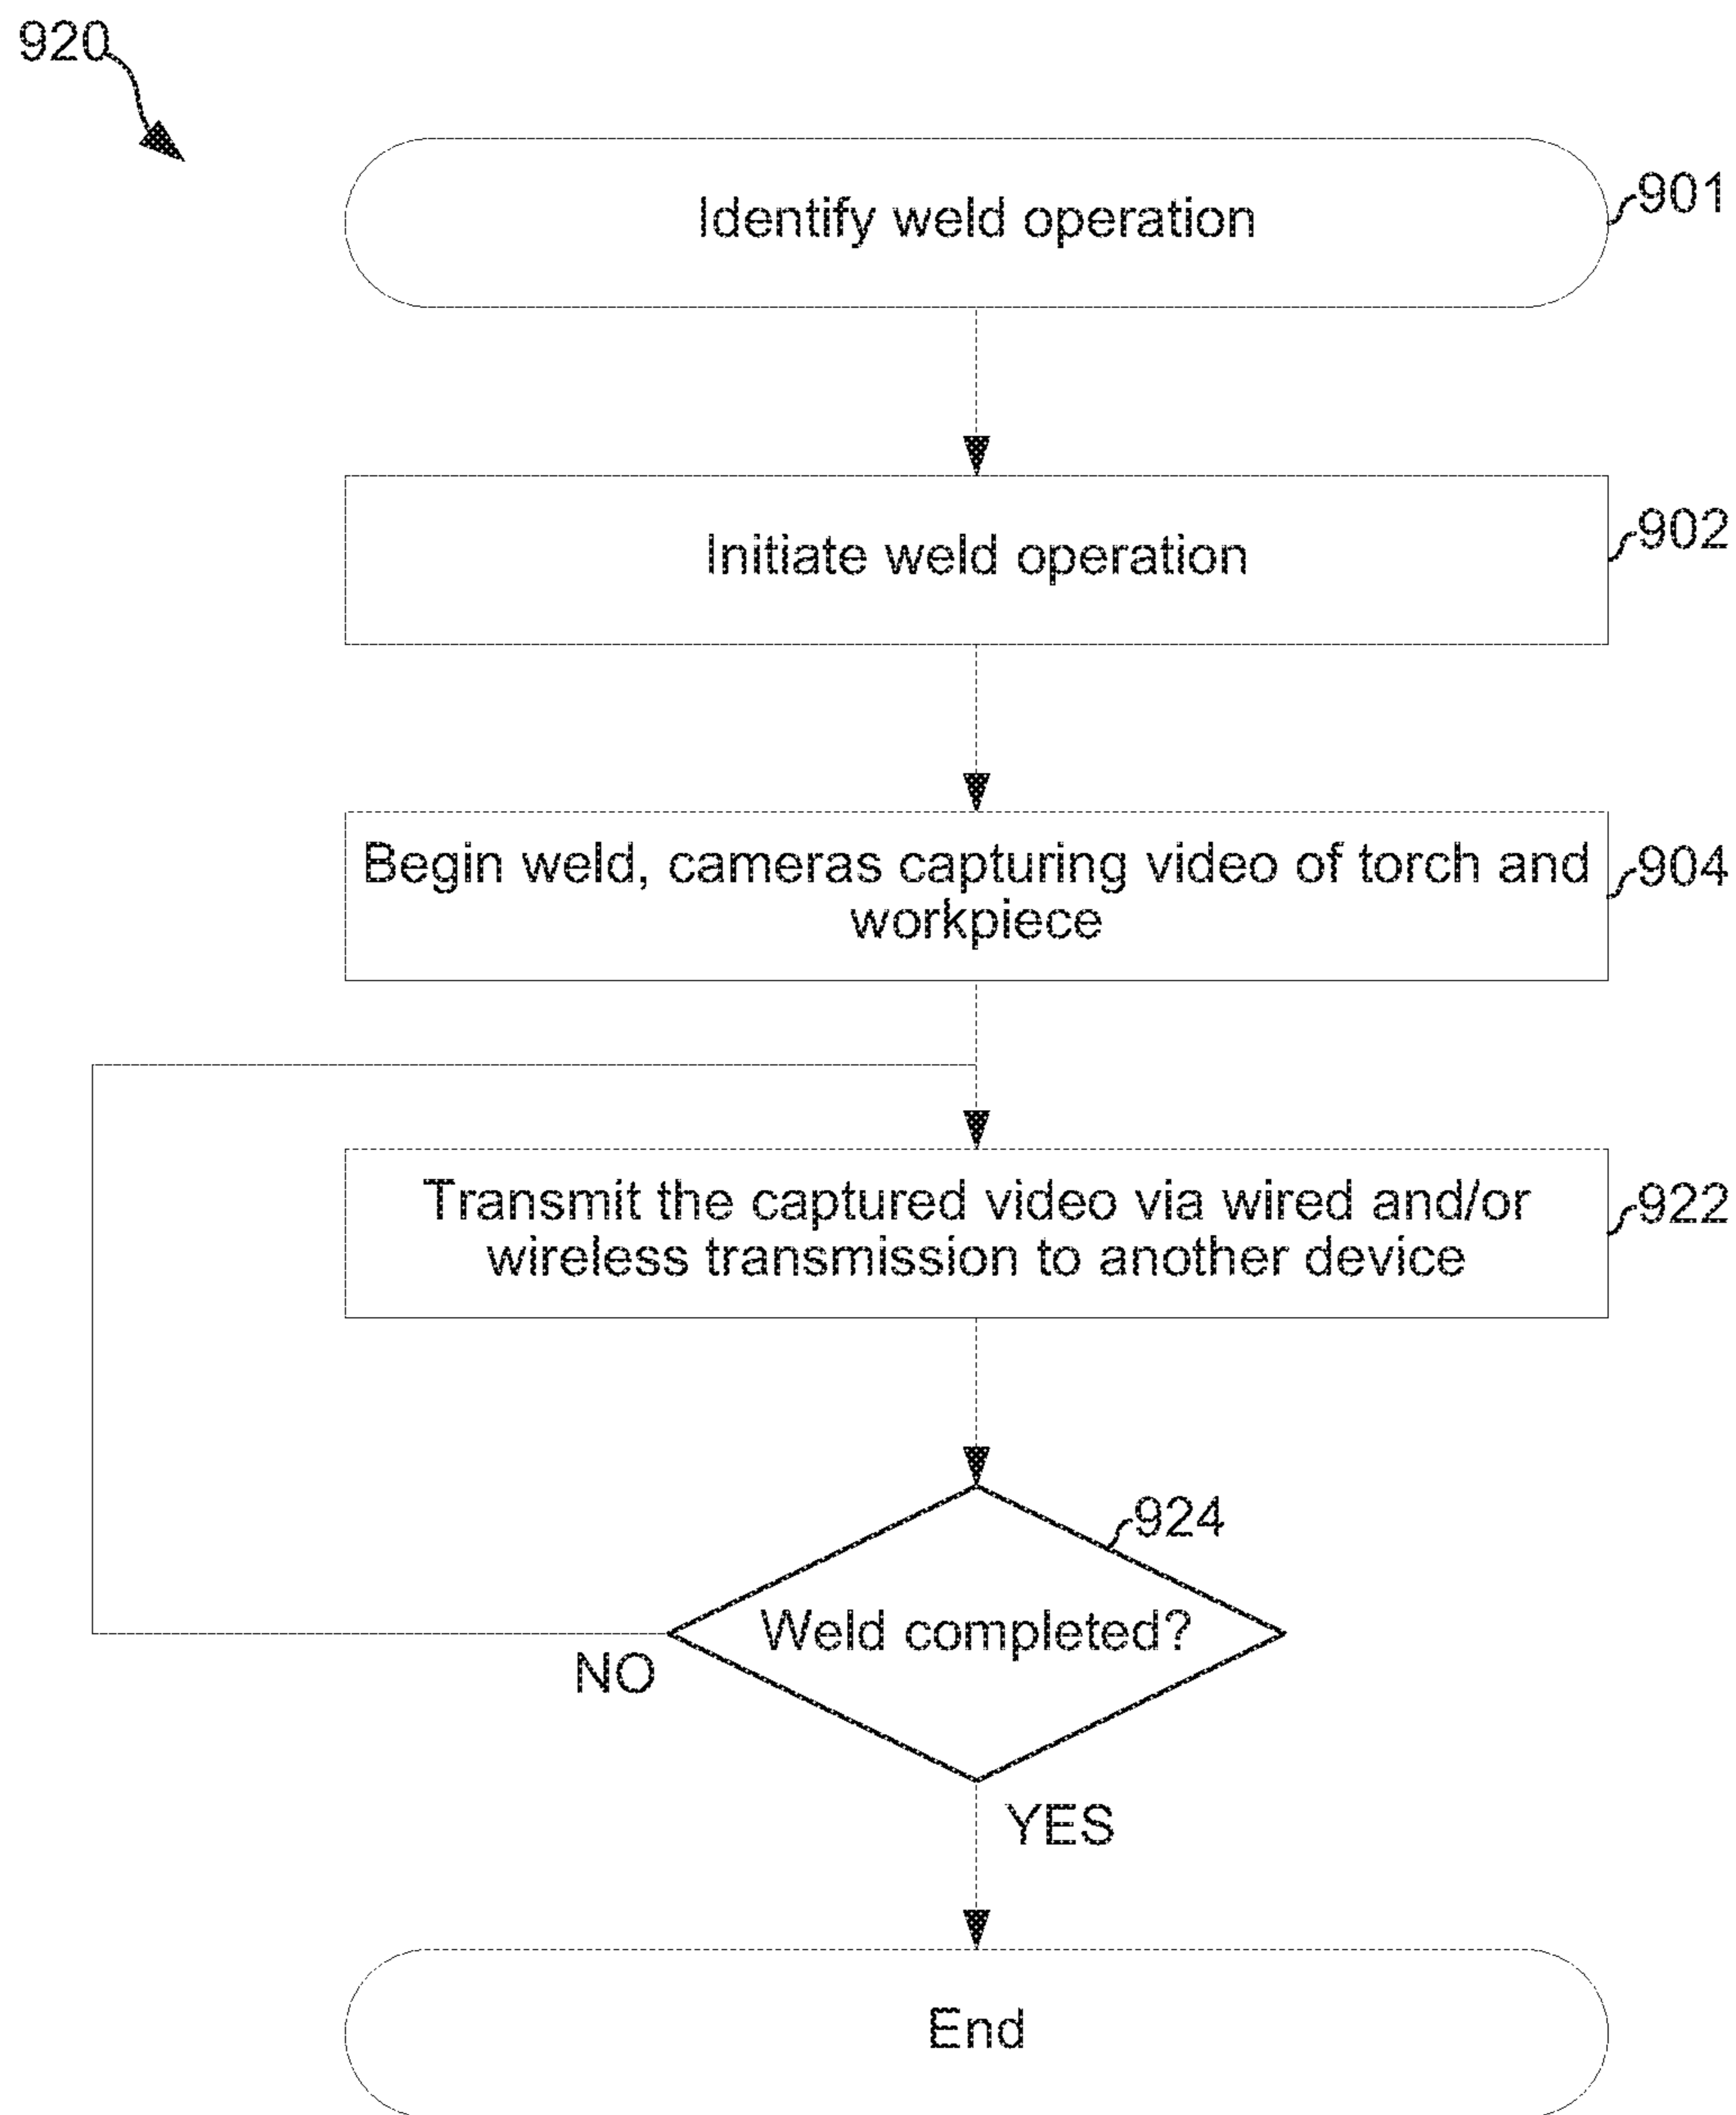 920
Identify weld operation
901
Initiate weld operation
902
Begin weld, cameras capturing video of torch and
workpiece
904
Transmit the captured video via wired and/or
wireless transmission to another device
922
924
Weld completed?
NO
YES
End